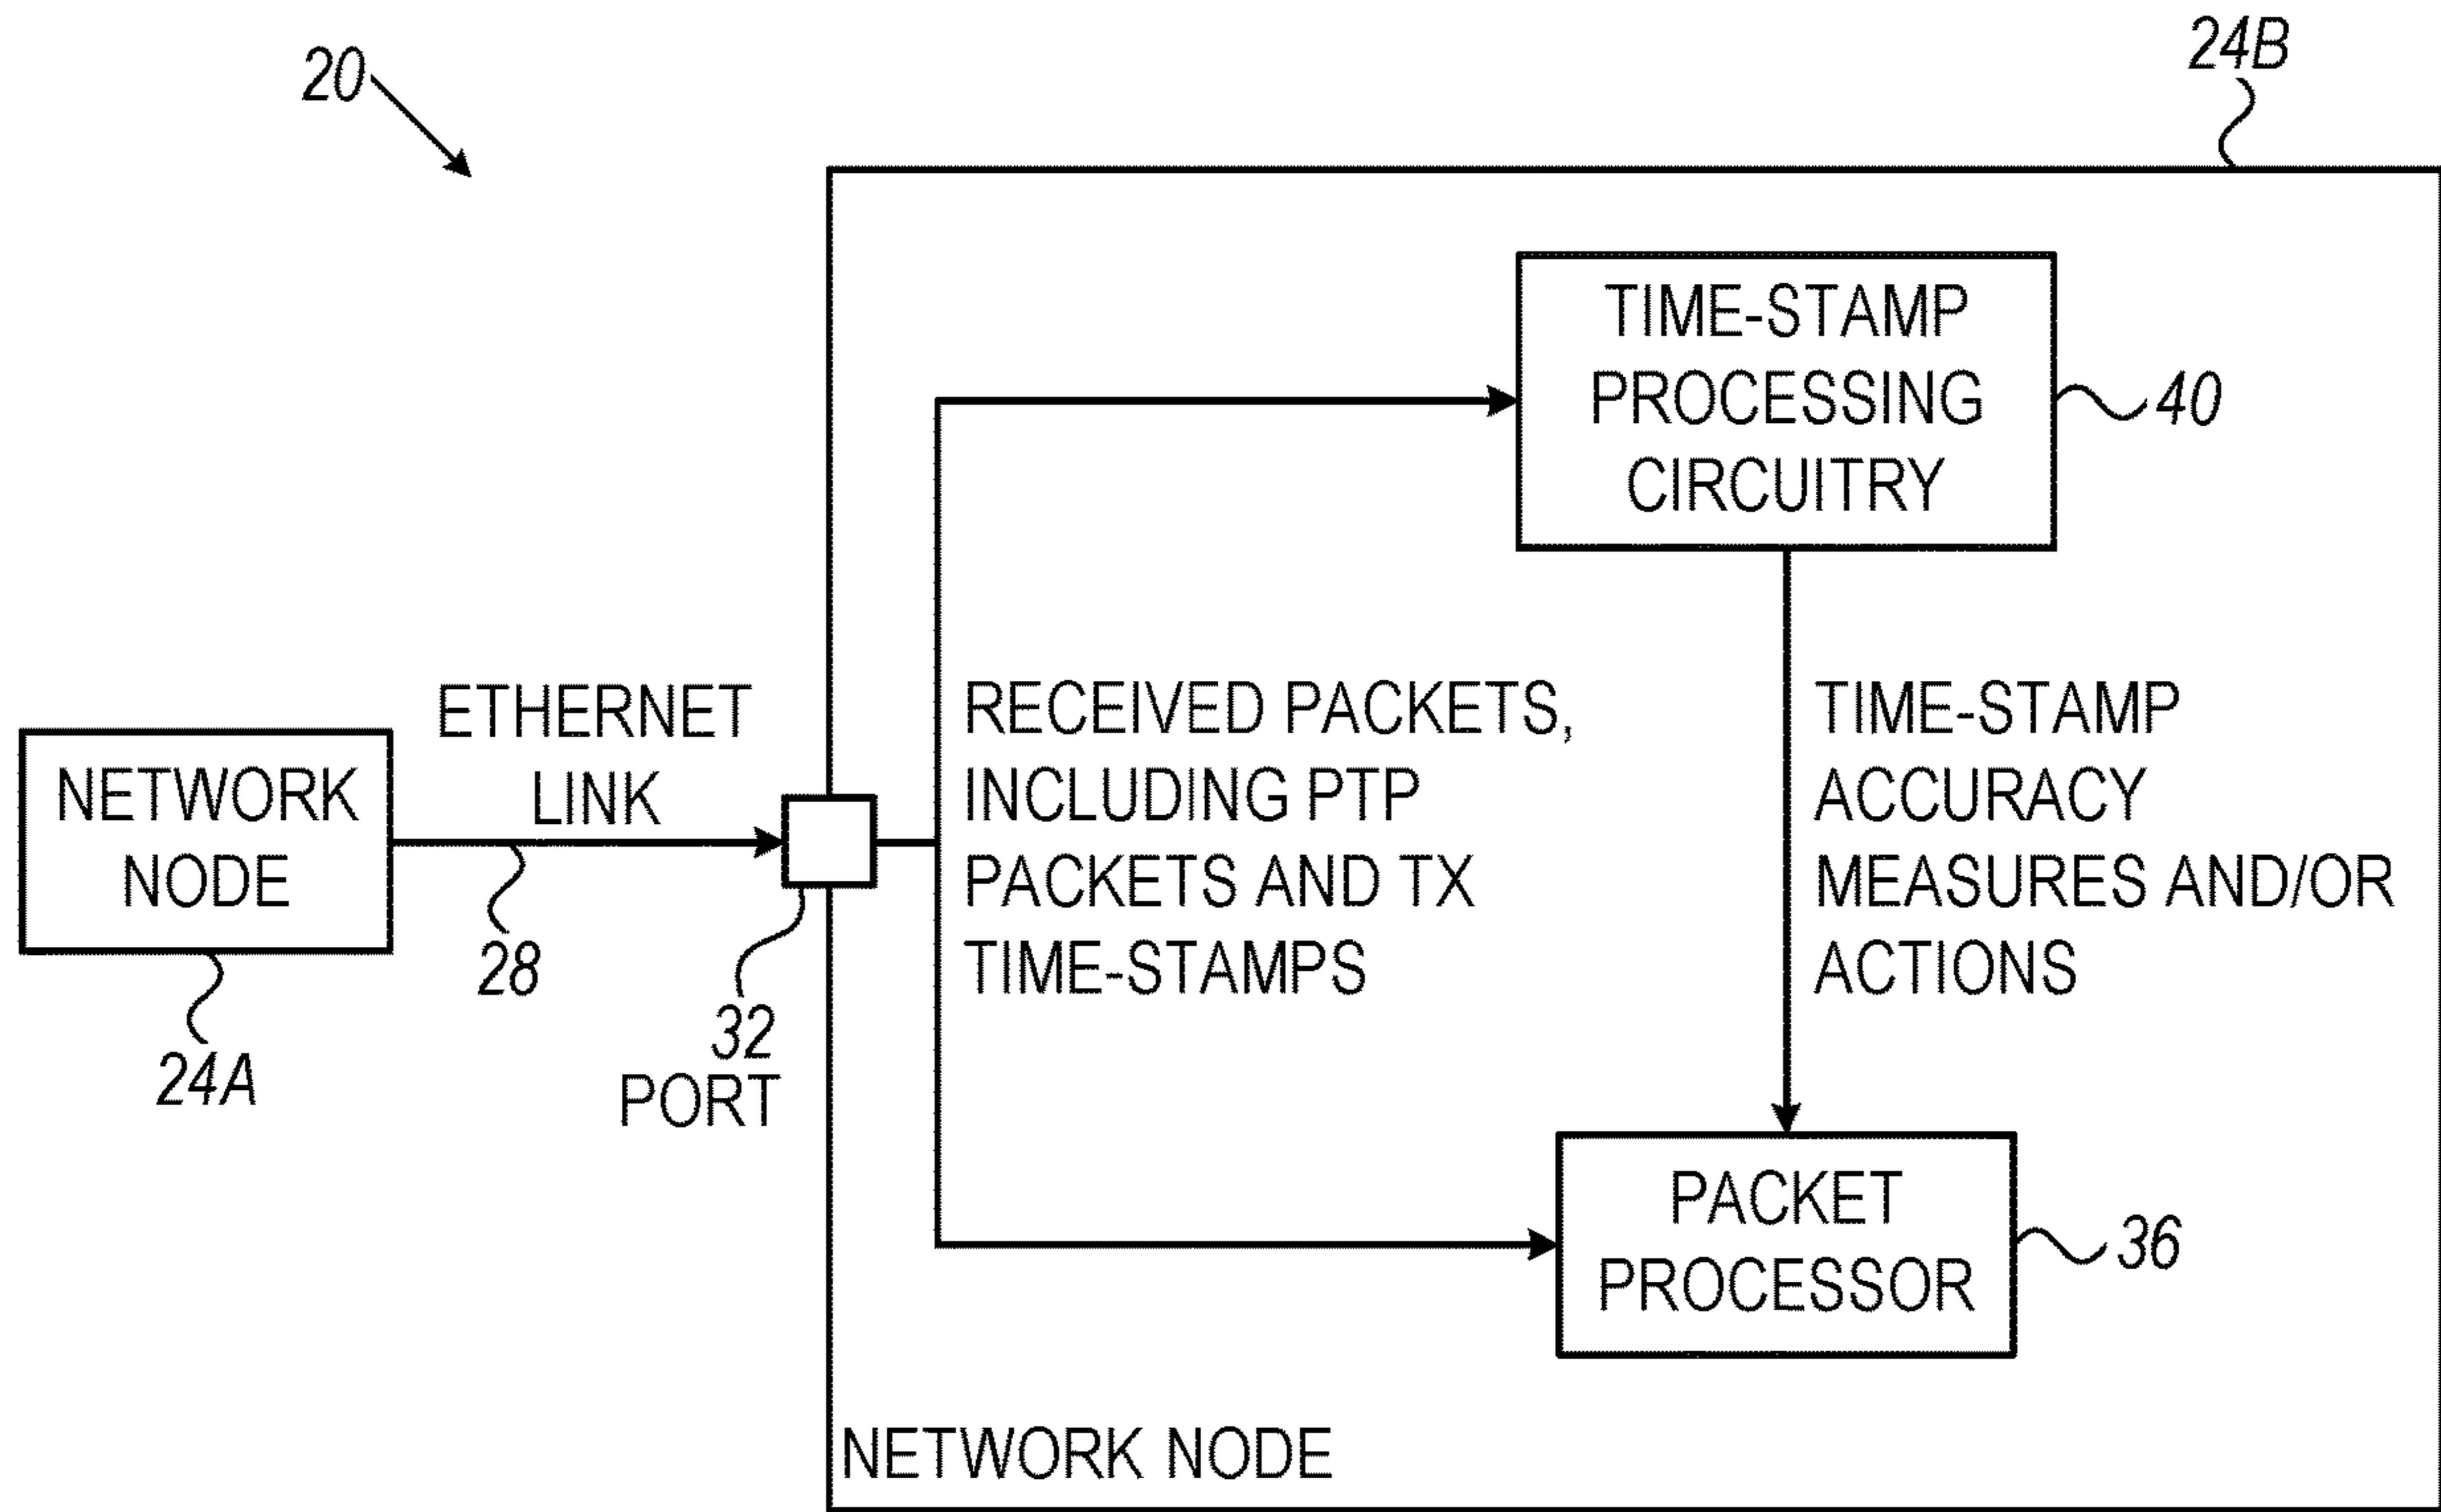 20
24B
TIME-STAMP
PROCESSING
CIRCUITRY
40
ETHERNET
LINK
28
NETWORK
NODE
24A
32
PORT
RECEIVED PACKETS,
INCLUDING PTP
PACKETS AND TX
TIME-STAMPS
TIME-STAMP
ACCURACY
MEASURES AND/OR
ACTIONS
PACKET
PROCESSOR
36
NETWORK NODE